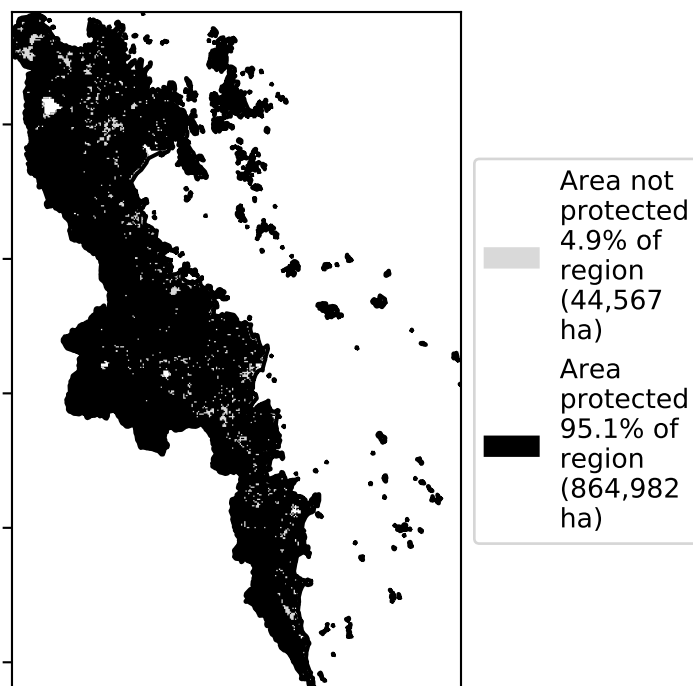 Area not
protected
4.9% of
region
(44,567
ha)
Area
protected
95.1% of
region
(864,982
ha)